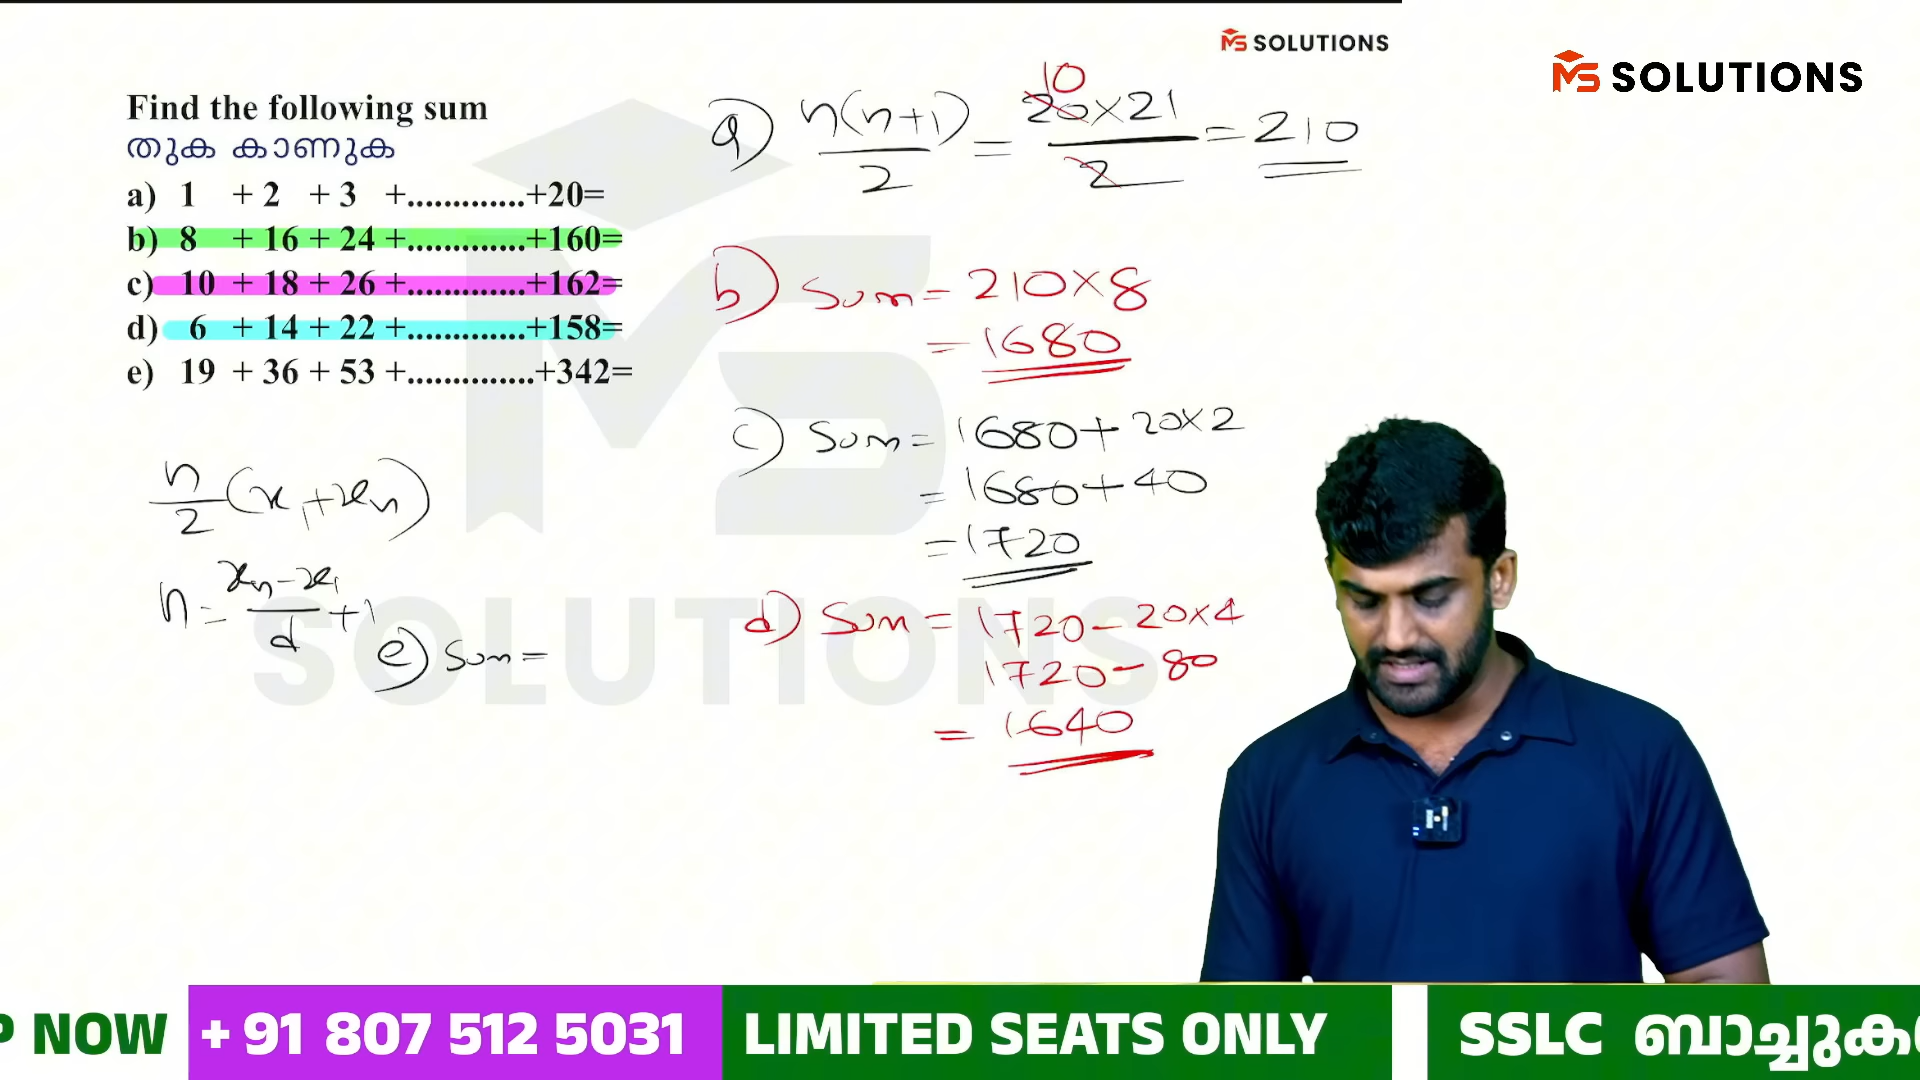 MS SOLUTIONS
MS SOLUTIONS
Find the following sum
തുക കാണുക
a) 1 + 2 + 3 +.............+20=
b) 8 + 16 + 24 +.............+160=
c) 10 + 18 + 26 +.............+162=
d) 6 + 14 + 22 +.............+158=
e) 19 + 36 + 53 +..............+342=
n/2 (x₁+xₙ)
n = (xₙ-x₁)/d +1
e) Sum =
a) n(n+1)/2 = 20×21/2 = 210
10
b) Sum = 210×8
= 1680
c) Sum = 1680+20×2
= 1680+40
= 1720
d) Sum = 1720-20×4
1720-80
= 1640
MS
SOLUTIONS
P NOW
+ 91 807 512 5031
LIMITED SEATS ONLY
SSLC